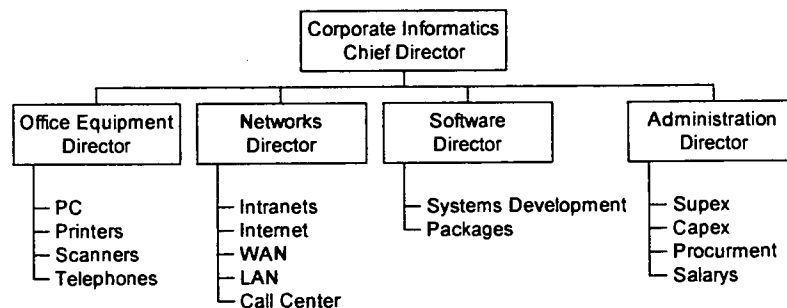 Corporate Informatics
Chief Director
Office Equipment
Director
PC
Printers
Scanners
Telephones
Networks
Director
Intranets
Internet
WAN
LAN
Call Center
Software
Director
Systems Development
Packages
Administration
Director
Supex
Capex
Procurment
Salarys